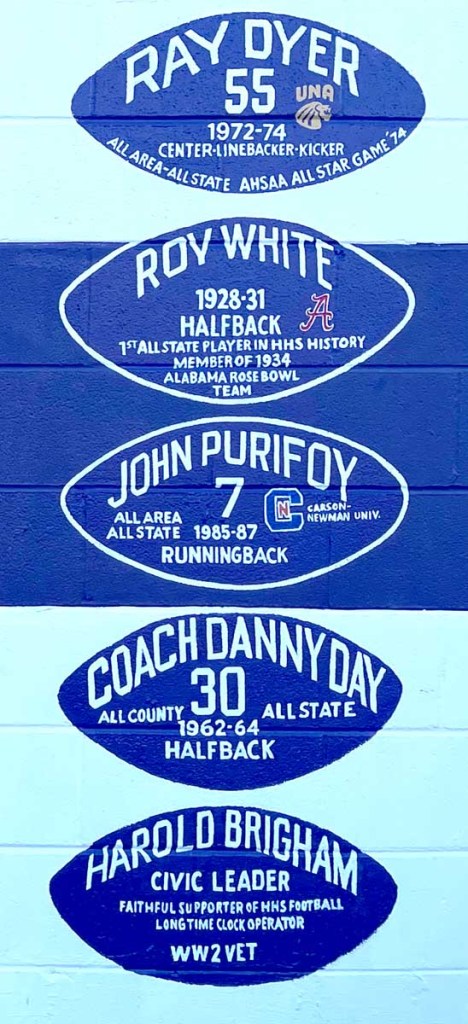 RAY DYER
55
UNA
1972-74
CENTER-LINEBACKER-KICKER
ALL AREA-ALL STATE AHSAA ALL STAR GAME '74
ROY WHITE
1928-31
HALFBACK
A
1ST ALL STATE PLAYER IN HHS HISTORY
MEMBER OF 1934
ALABAMA ROSE BOWL
TEAM
JOHN PURIFOY
7
ALL AREA
ALL STATE 1985-87
CN CARSON-
NEWMAN UNIV.
RUNNINGBACK
COACH DANNY DAY
ALL COUNTY 30 ALL STATE
1962-64
HALFBACK
HAROLD BRIGHAM
CIVIC LEADER
FAITHFUL SUPPORTER OF HHS FOOTBALL
LONGTIME CLOCK OPERATOR
WW2 VET